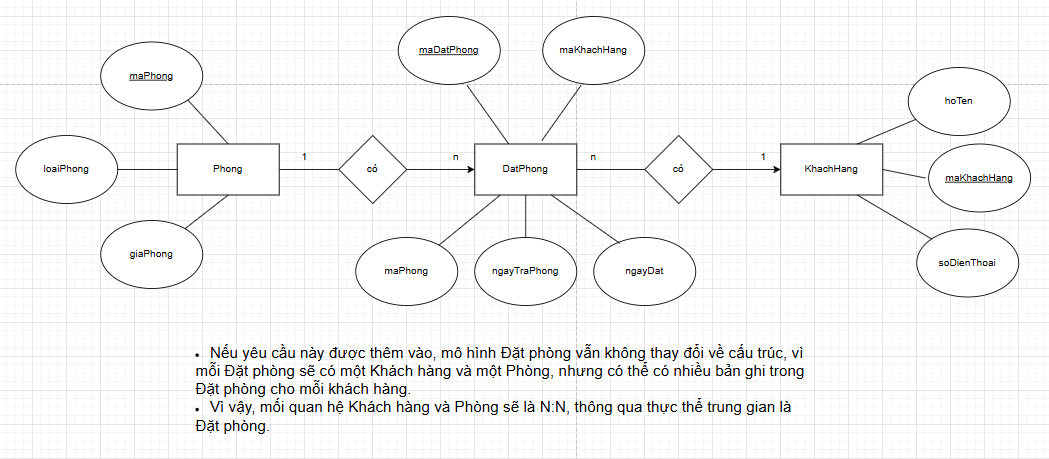 maDatPhong
maKhachHang
maPhong
hoTen
loaiPhong
Phong
1
có
n
DatPhong
n
có
1
KhachHang
maKhachHang
giaPhong
maPhong
ngayTraPhong
ngayDat
soDienThoai
• Nếu yêu cầu này được thêm vào, mô hình Đặt phòng vẫn không thay đổi về cấu trúc, vì
mỗi Đặt phòng sẽ có một Khách hàng và một Phòng, nhưng có thể có nhiều bản ghi trong
Đặt phòng cho mỗi khách hàng.
• Vì vậy, mối quan hệ Khách hàng và Phòng sẽ là N:N, thông qua thực thể trung gian là
Đặt phòng.